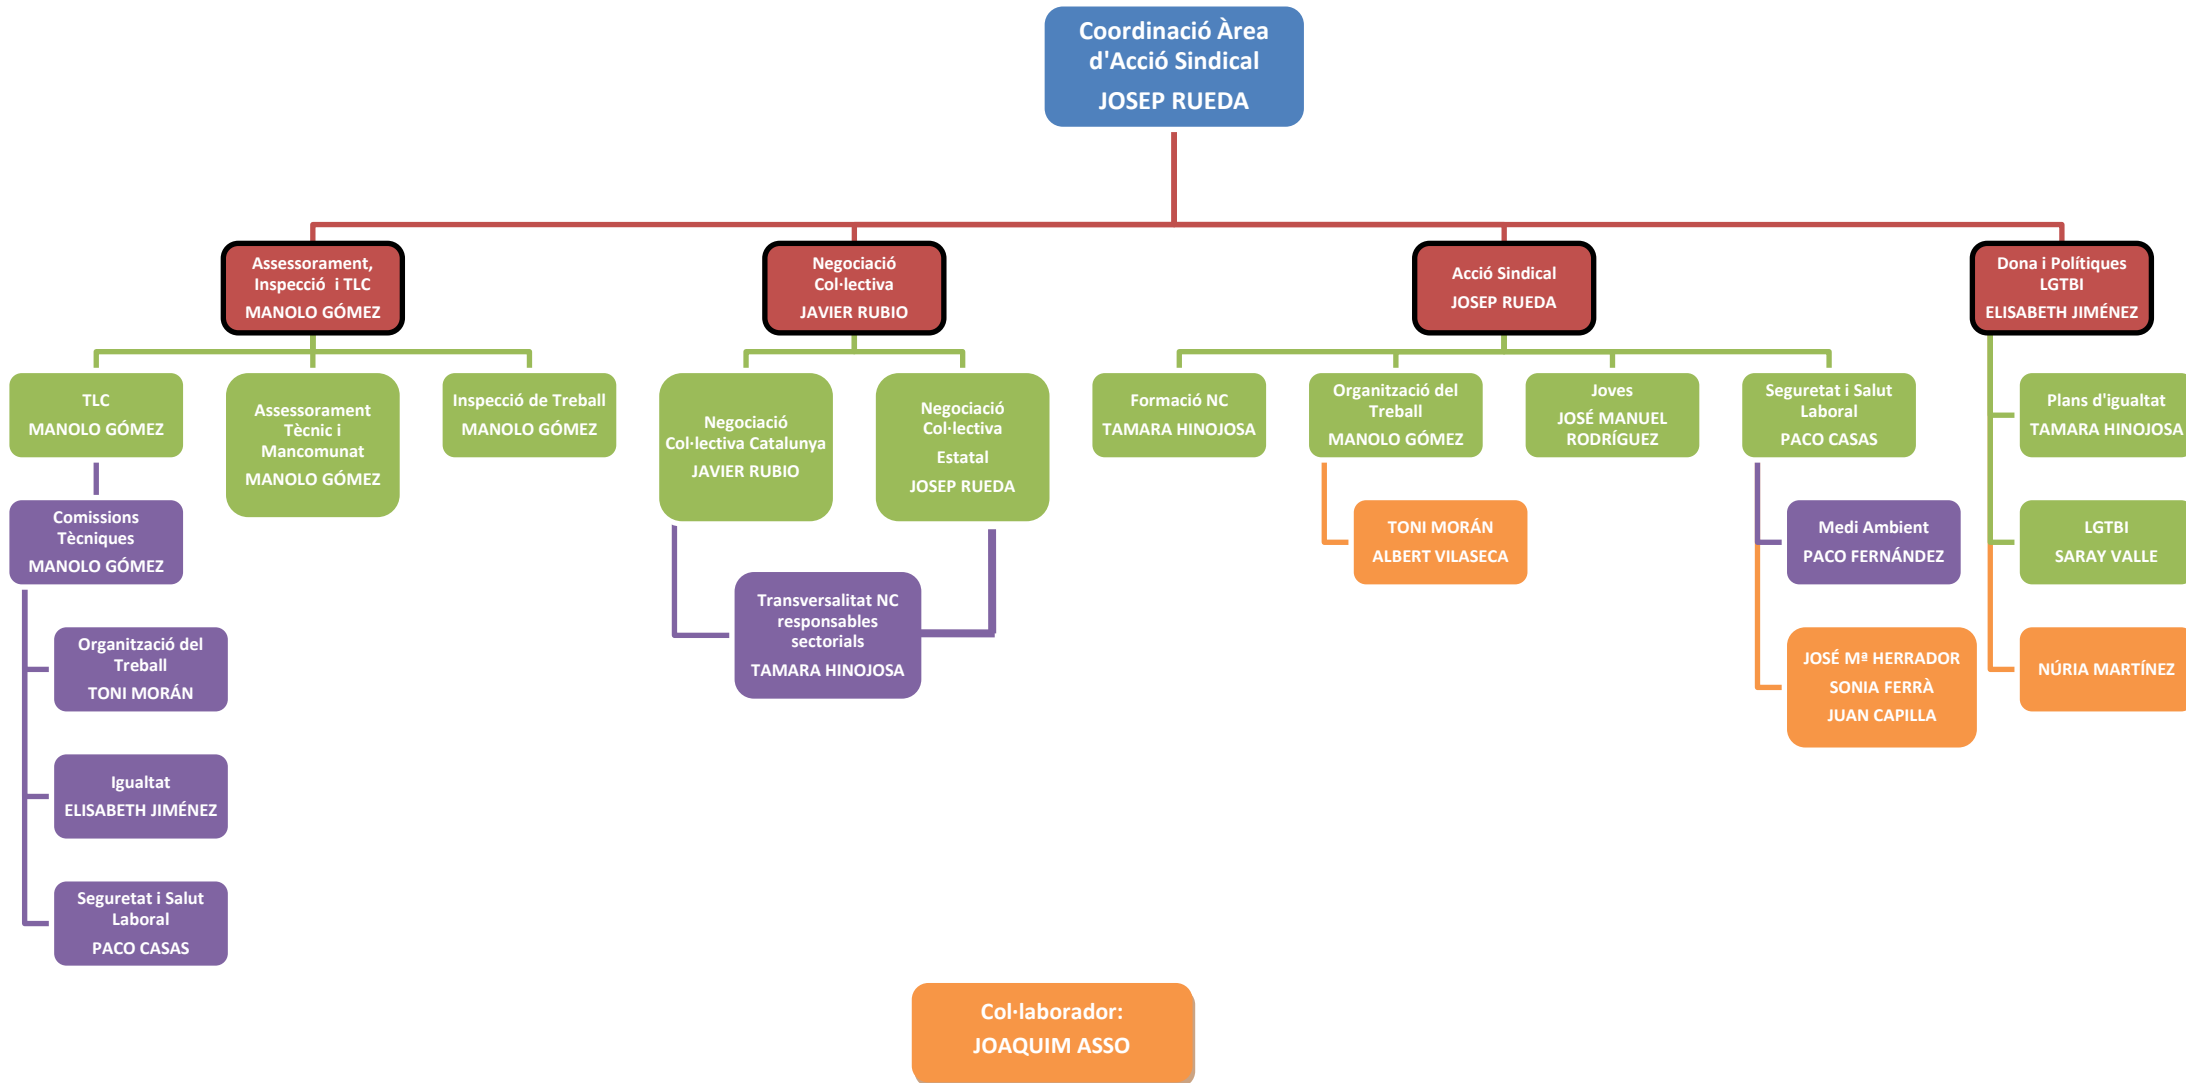 Coordinació Àrea
d'Acció Sindical
JOSEP RUEDA
Assessorament,
Inspecció i TLC
MANOLO GÓMEZ
Negociació
Col·lectiva
JAVIER RUBIO
Acció Sindical
JOSEP RUEDA
Dona i Polítiques
LGTBI
ELISABETH JIMÉNEZ
TLC
MANOLO GÓMEZ
Assessorament
Tècnic i
Mancomunat
MANOLO GÓMEZ
Inspecció de Treball
MANOLO GÓMEZ
Negociació
Col·lectiva Catalunya
JAVIER RUBIO
Negociació
Col·lectiva
Estatal
JOSEP RUEDA
Formació NC
TAMARA HINOJOSA
Organització del
Treball
MANOLO GÓMEZ
Joves
JOSÉ MANUEL
RODRÍGUEZ
Seguretat i Salut
Laboral
PACO CASAS
Plans d'igualtat
TAMARA HINOJOSA
Comissions
Tècniques
MANOLO GÓMEZ
TONI MORÁN
ALBERT VILASECA
Medi Ambient
PACO FERNÁNDEZ
LGTBI
SARAY VALLE
Transversalitat NC
responsables
sectorials
TAMARA HINOJOSA
Organització del
Treball
TONI MORÁN
JOSÉ Mª HERRADOR
SONIA FERRÀ
JUAN CAPILLA
NÚRIA MARTÍNEZ
Igualtat
ELISABETH JIMÉNEZ
Seguretat i Salut
Laboral
PACO CASAS
Col·laborador:
JOAQUIM ASSO